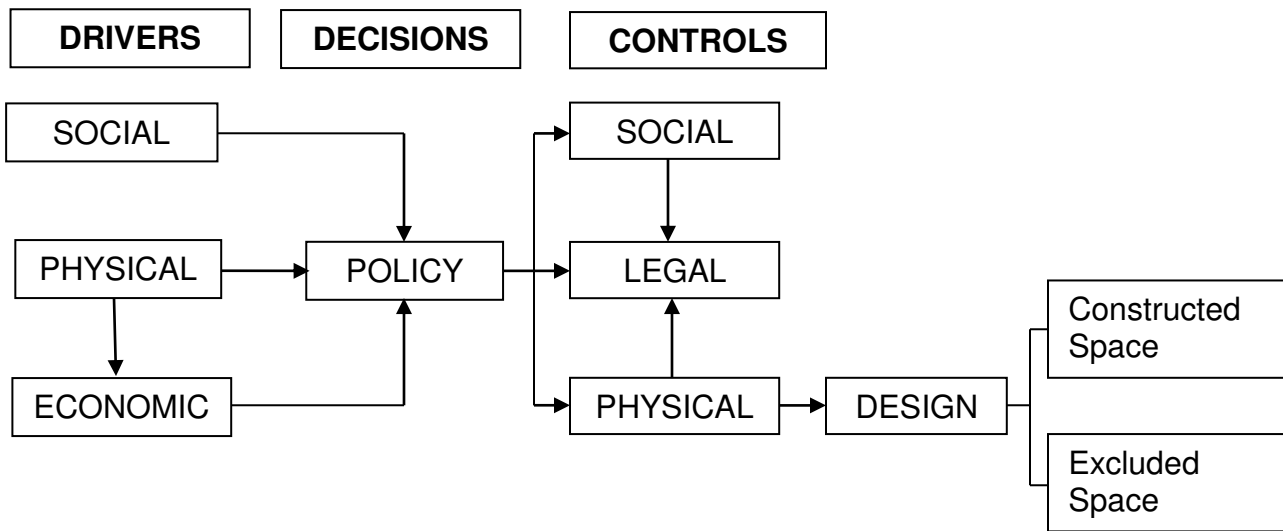 DRIVERS
DECISIONS
CONTROLS
SOCIAL
SOCIAL
PHYSICAL
POLICY
LEGAL
Constructed
Space
ECONOMIC
PHYSICAL
DESIGN
Excluded
Space